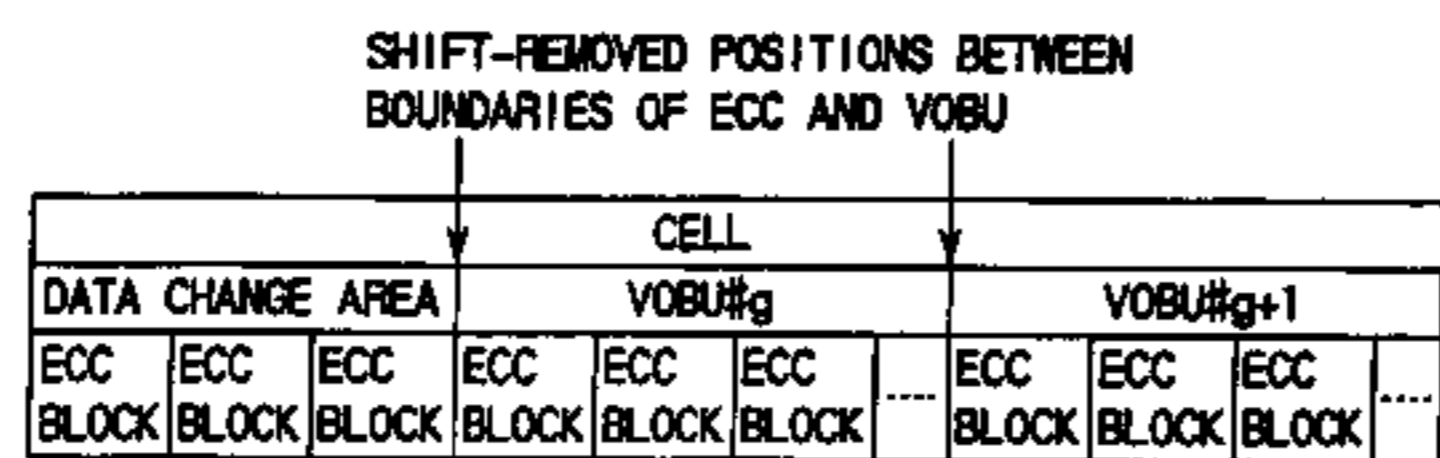 SHIFT-REMOVED POSITIONS BETWEEN
BOUNDARIES OF ECC AND VOBU
CELL
DATA CHANGE AREA VOBU#g VOBU#g+1
ECC ECC ECC ECC ECC ECC ECC ECC ECC
BLOCK BLOCK BLOCK BLOCK BLOCK BLOCK ---- BLOCK BLOCK BLOCK ----